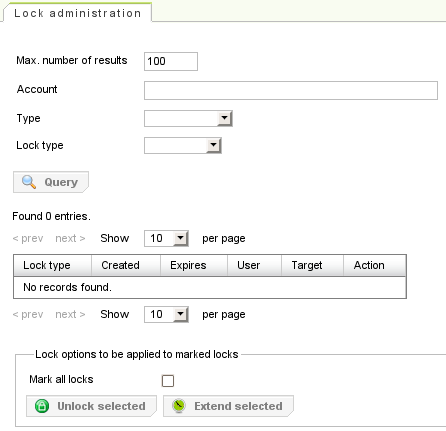 Lock administration
Max. number of results 100
Account
Type
Lock type
Query
Found 0 entries.
< prev next > Show 10 per page
Lock type Created Expires User Target Action
No records found.
< prev next > Show 10 per page
Lock options to be applied to marked locks
Mark all locks
Unlock selected Extend selected